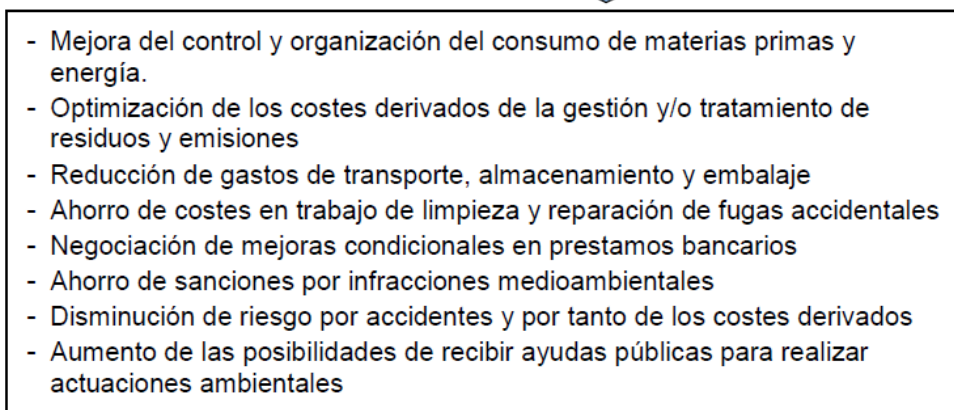 - Mejora del control y organización del consumo de materias primas y
energía.
- Optimización de los costes derivados de la gestión y/o tratamiento de
residuos y emisiones
- Reducción de gastos de transporte, almacenamiento y embalaje
- Ahorro de costes en trabajo de limpieza y reparación de fugas accidentales
- Negociación de mejoras condicionales en prestamos bancarios
- Ahorro de sanciones por infracciones medioambientales
- Disminución de riesgo por accidentes y por tanto de los costes derivados
- Aumento de las posibilidades de recibir ayudas públicas para realizar
actuaciones ambientales